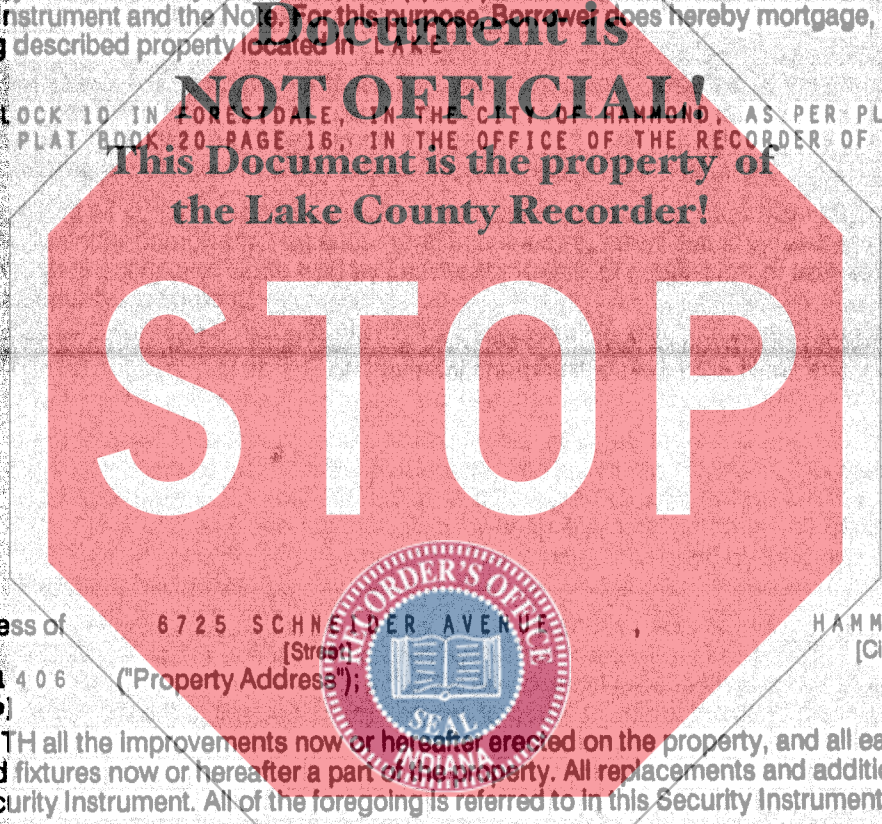 nstrument and the Note. For this purpose, Borrower does hereby mortgage,
Document is
described property located in LAKE
NOT OFFICIAL!
OCK 10 IN FORESTDALE, IN THE CITY OF HAMMOND, AS PER PL
PLAT BOOK 20 PAGE 16, IN THE OFFICE OF THE RECORDER OF
This Document is the property of
the Lake County Recorder!
STOP
RECORDER'S OFFICE
ess of 6725 SCHNEIDER AVENUE , HAMM
[Street] [Ci
406 ("Property Address");
SEAL
INDIANA
TH all the improvements now or hereafter erected on the property, and all ea
d fixtures now or hereafter a part of the property. All replacements and additi
curity Instrument. All of the foregoing is referred to in this Security Instrument